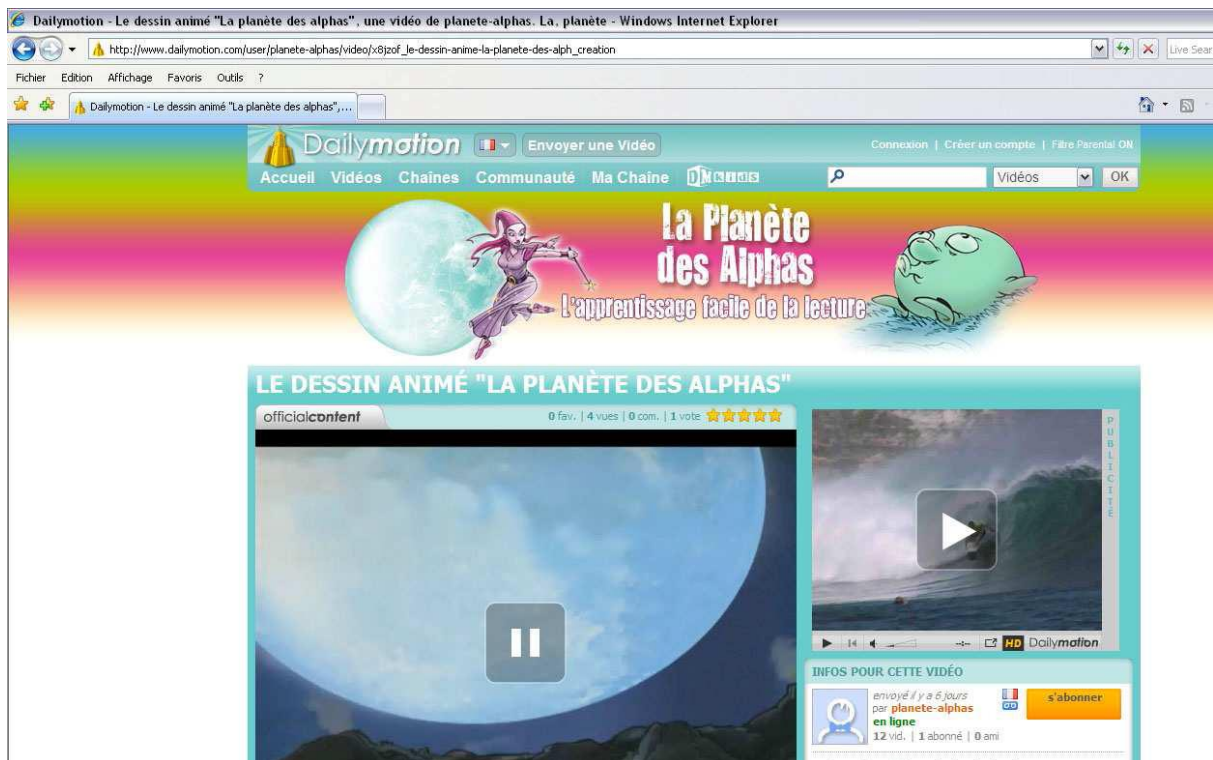 Dailymotion - Le dessin animé "La planète des alphas", une vidéo de planete-alphas. La, planète - Windows Internet Explorer
http://www.dailymotion.com/user/planete-alphas/video/x8jzof_le-dessin-anime-la-planete-des-alph_creation
Live Sear
Fichier Edition Affichage Favoris Outils ?
Dailymotion - Le dessin animé "La planète des alphas",...
Dailymotion Envoyer une Vidéo Connexion | Créer un compte | Filtre Parental ON
Accueil Vidéos Chaînes Communauté Ma Chaîne DM KIDS Vidéos OK
La Planète
des Alphas
L'apprentissage facile de la lecture
LE DESSIN ANIMÉ "LA PLANÈTE DES ALPHAS"
officialcontent 0 fav. | 4 vues | 0 com. | 1 vote
PUBLICITÉ
HD Dailymotion
INFOS POUR CETTE VIDÉO
envoyé il y a 6 jours
par planete-alphas
en ligne
12 vid. | 1 abonné | 0 ami
s'abonner